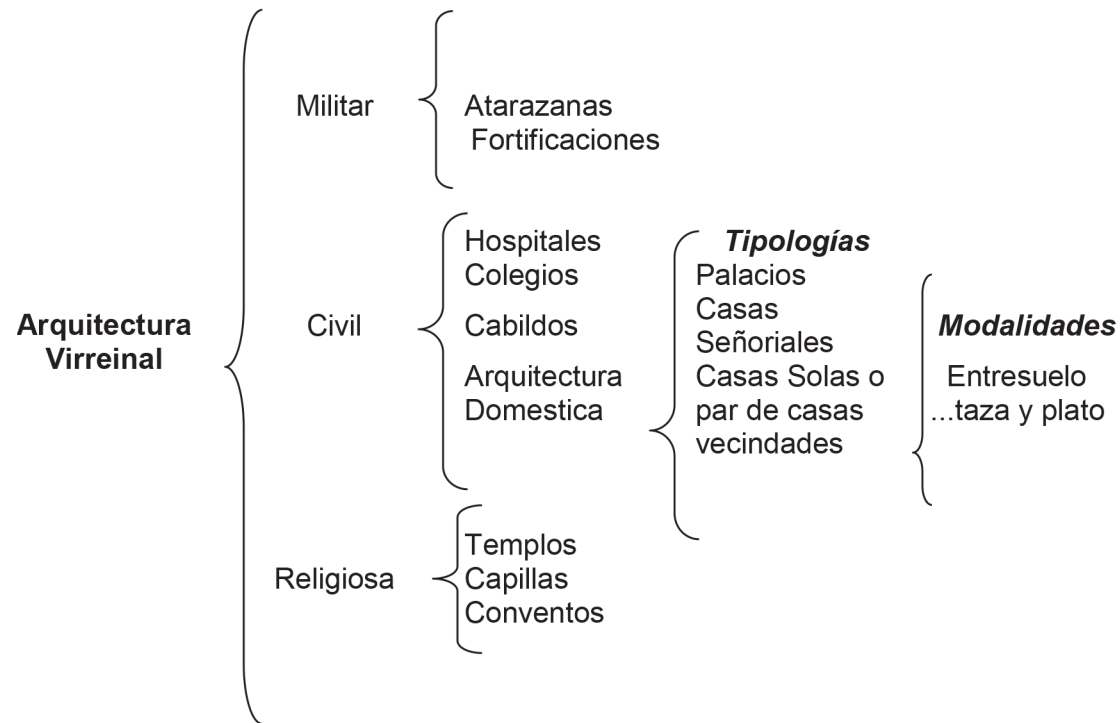 Arquitectura
Virreinal
Militar
Atarazanas
Fortificaciones
Civil
Hospitales
Colegios
Cabildos
Arquitectura
Domestica
Tipologías
Palacios
Casas
Señoriales
Casas Solas o
par de casas
vecindades
Modalidades
Entresuelo
...taza y plato
Religiosa
Templos
Capillas
Conventos